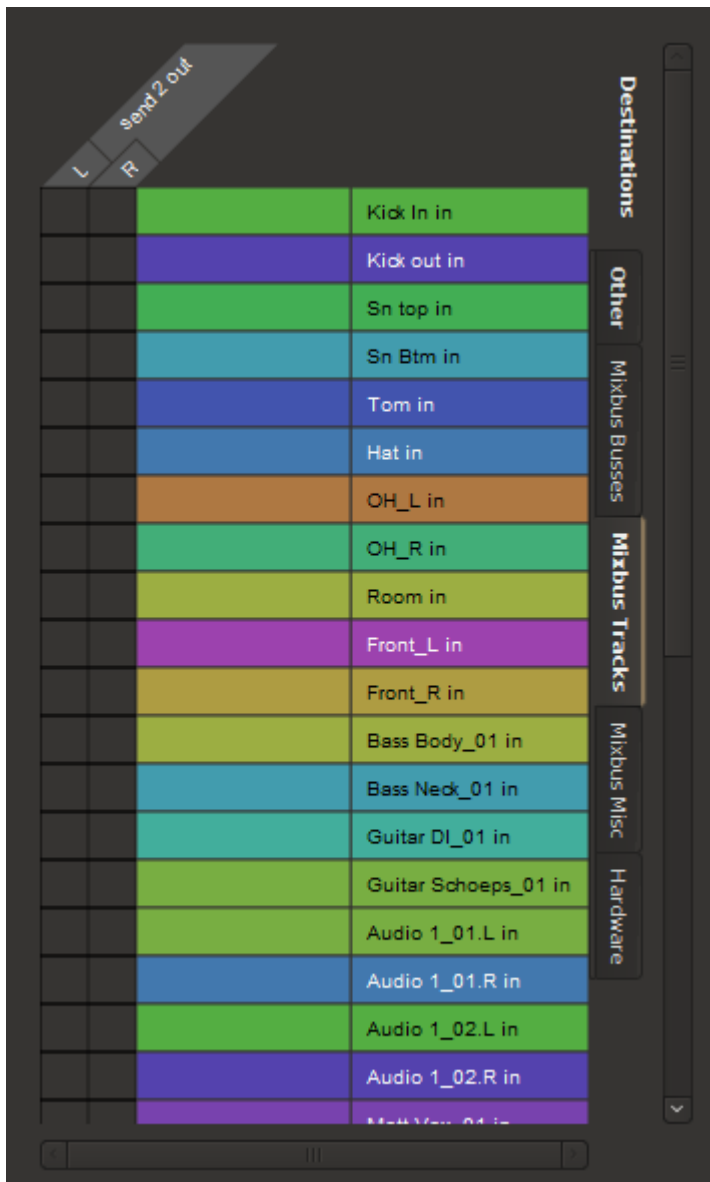 Send 2 out
L
R
Kick In in
Kick out in
Sn top in
Sn Btm in
Tom in
Hat in
OH_L in
OH_R in
Room in
Front_L in
Front_R in
Bass Body_01 in
Bass Neck_01 in
Guitar DI_01 in
Guitar Schoeps_01 in
Audio 1_01.L in
Audio 1_01.R in
Audio 1_02.L in
Audio 1_02.R in
Destinations
Other
Mixbus Busses
Mixbus Tracks
Mixbus Misc
Hardware